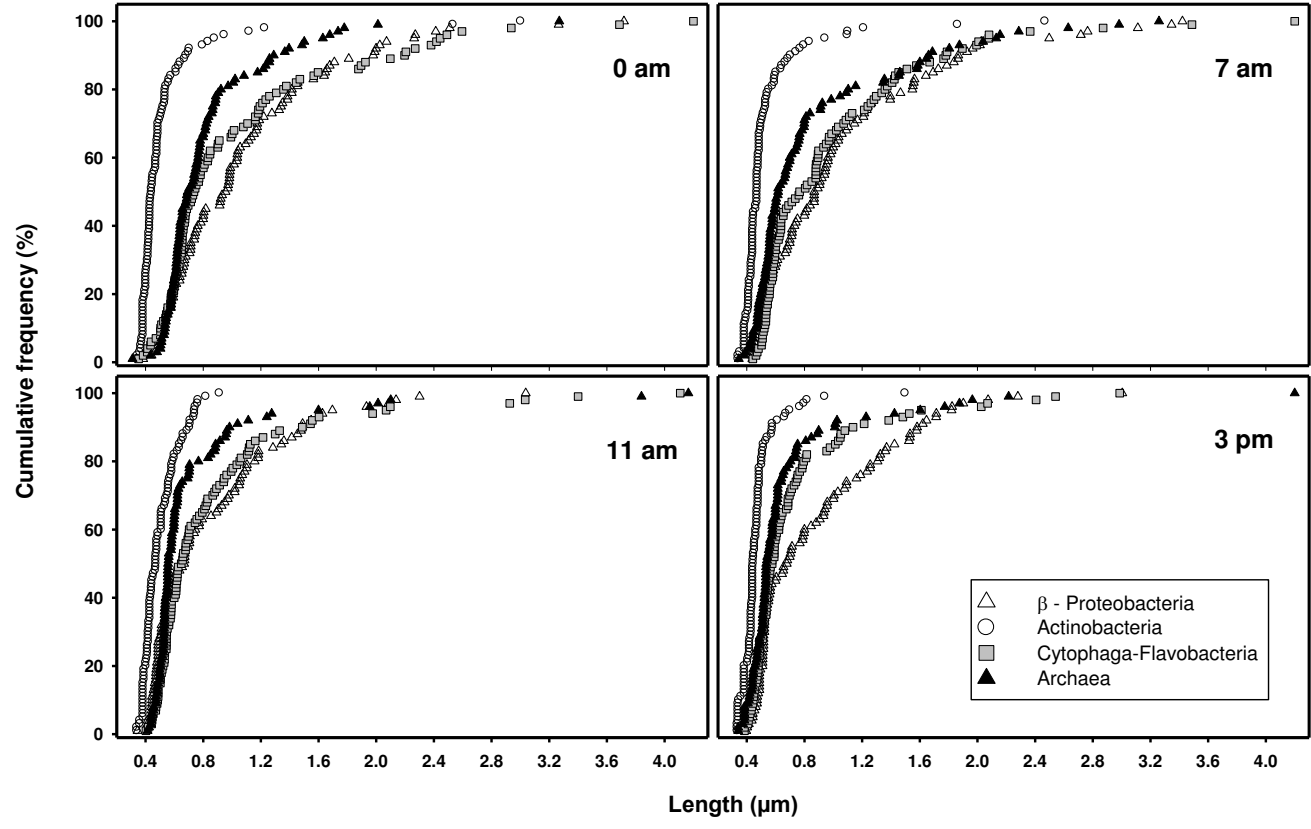 100
80
60
40
20
0
0 am
7 am
100
80
60
40
20
0
11 am
3 pm
β - Proteobacteria
Actinobacteria
Cytophaga-Flavobacteria
Archaea
0.4 0.8 1.2 1.6 2.0 2.4 2.8 3.2 3.6 4.0
0.4 0.8 1.2 1.6 2.0 2.4 2.8 3.2 3.6 4.0
Cumulative frequency (%)
Length (µm)